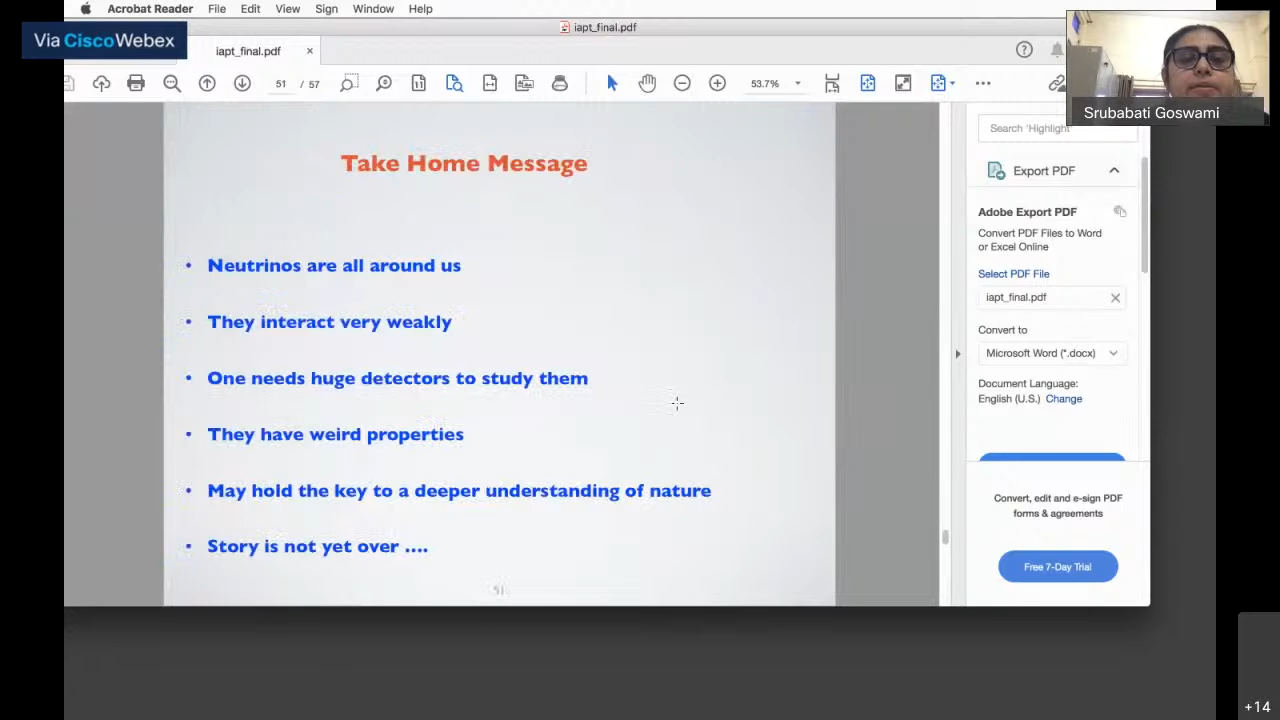 Acrobat Reader File Edit View Sign Window Help
iapt_final.pdf
Via CiscoWebex
iapt_final.pdf ×
51 / 57
53.7%
Srubabati Goswami
Take Home Message
• Neutrinos are all around us
• They interact very weakly
• One needs huge detectors to study them
• They have weird properties
• May hold the key to a deeper understanding of nature
• Story is not yet over ....
51
Search 'Highlight'
Export PDF
Adobe Export PDF
Convert PDF Files to Word
or Excel Online
Select PDF File
iapt_final.pdf
Convert to
Microsoft Word (*.docx)
Document Language:
English (U.S.) Change
Convert, edit and e-sign PDF
forms & agreements
Free 7-Day Trial
+14